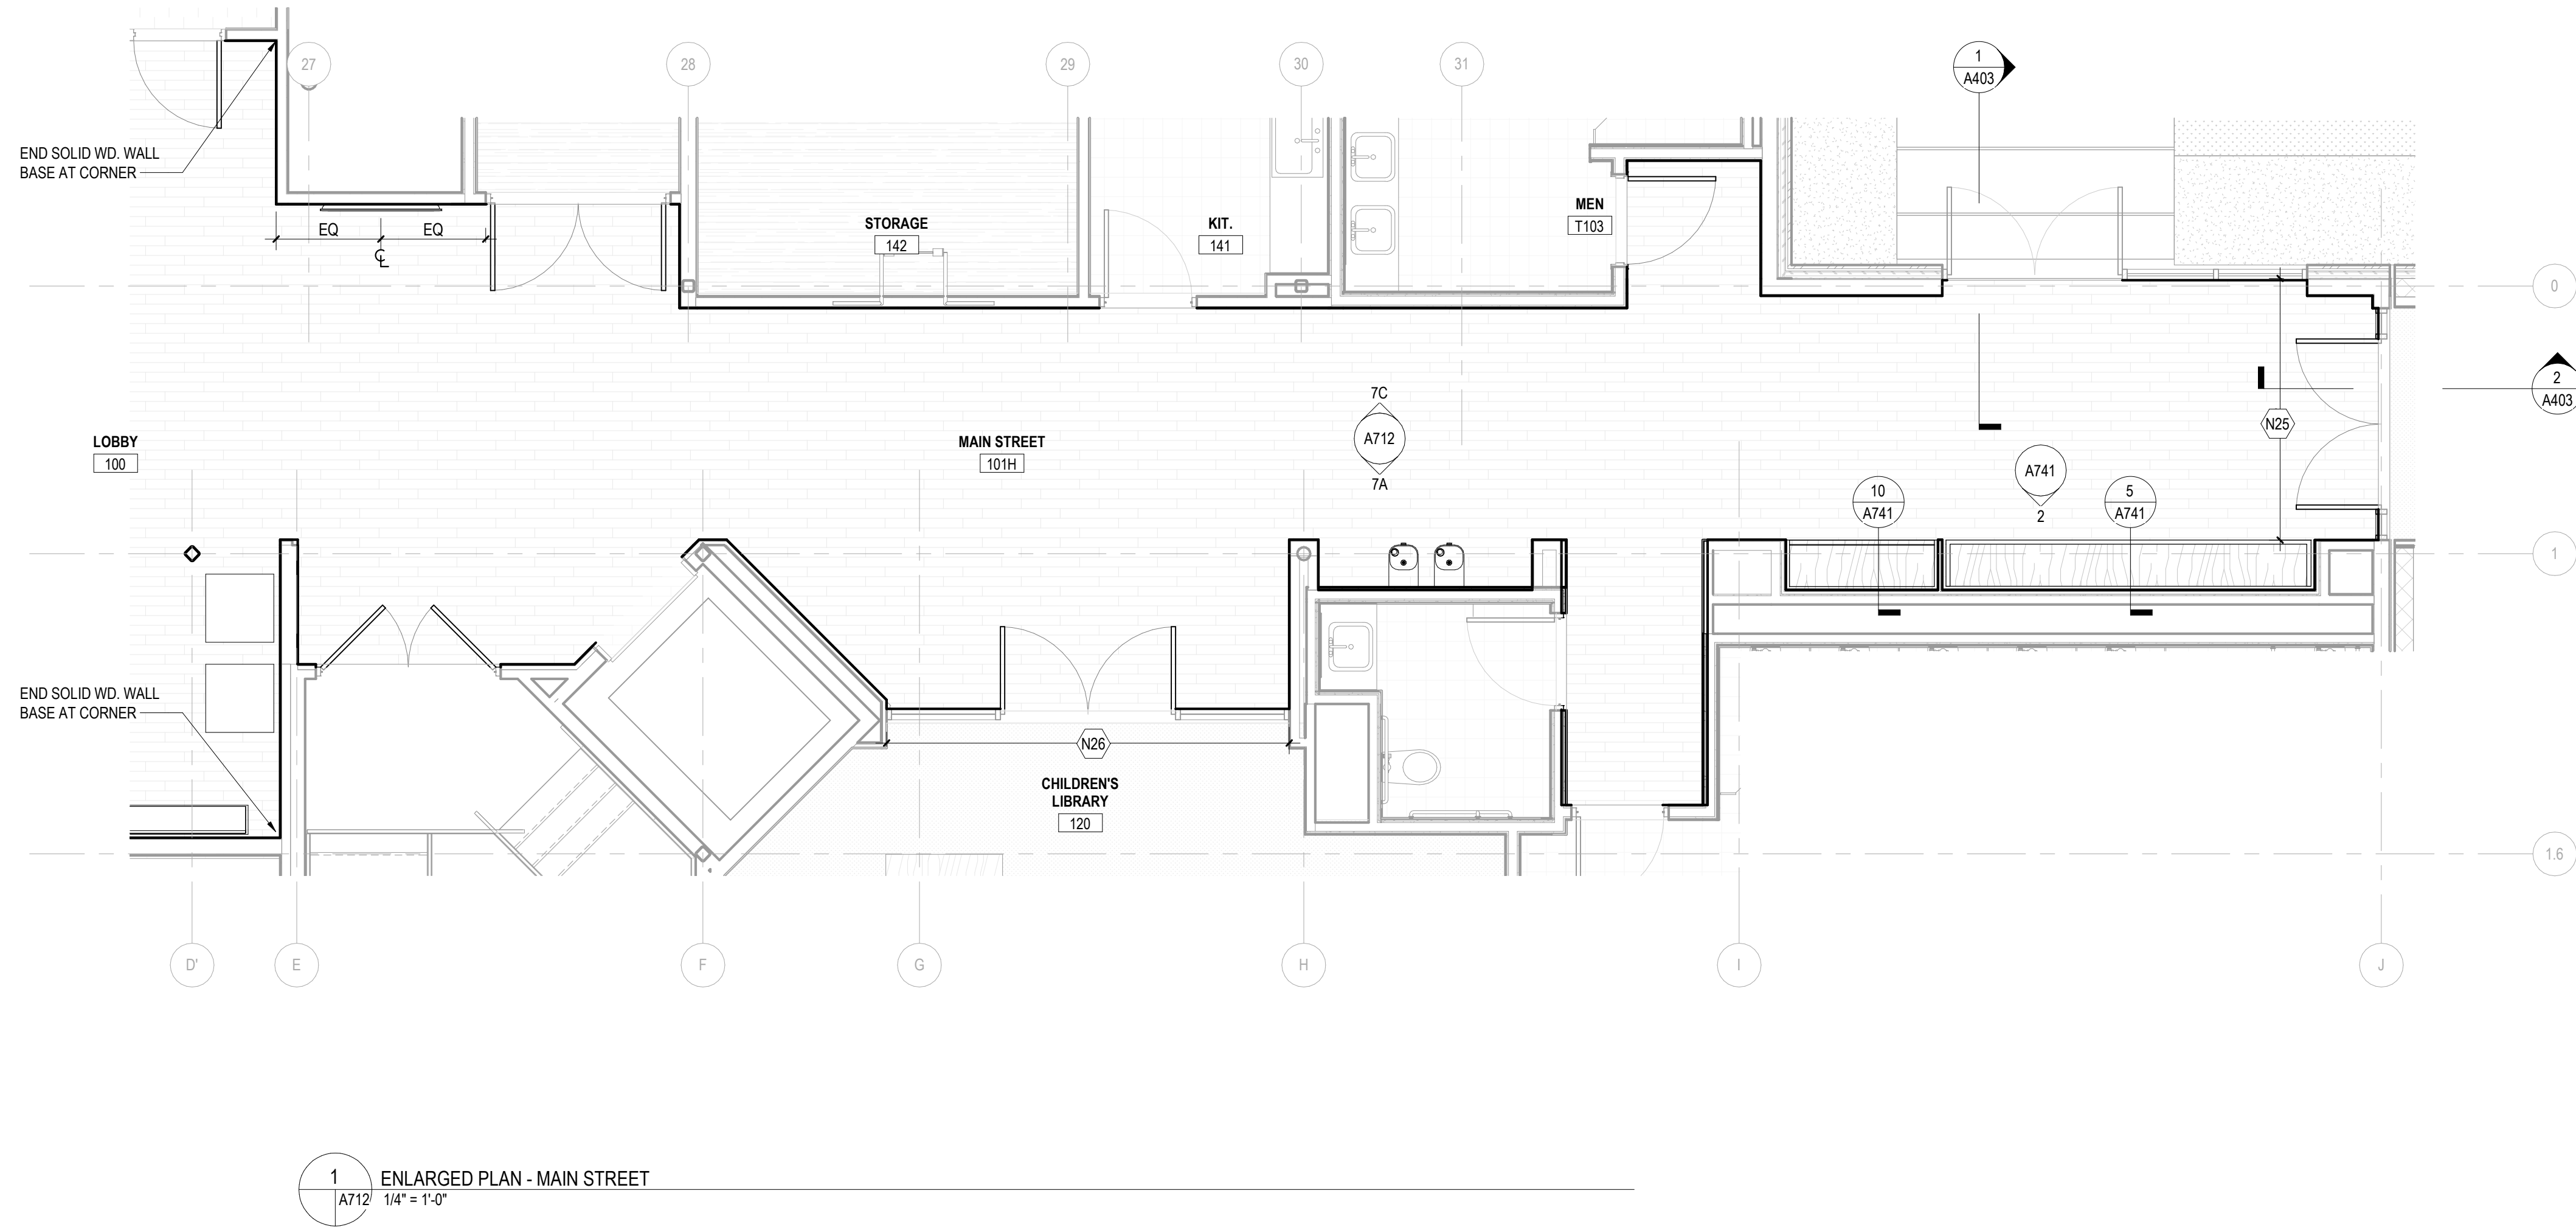 27
28
29
30
31
1
A403
END SOLID WD. WALL
BASE AT CORNER
EQ
EQ
CL
STORAGE
142
KIT.
141
MEN
T103
0
2
A403
7C
A712
7A
N25
LOBBY
100
MAIN STREET
101H
A741
2
10
A741
5
A741
1
END SOLID WD. WALL
BASE AT CORNER
N26
CHILDREN'S
LIBRARY
120
1.6
D'
E
F
G
H
I
J
1
A712
ENLARGED PLAN - MAIN STREET
1/4" = 1'-0"